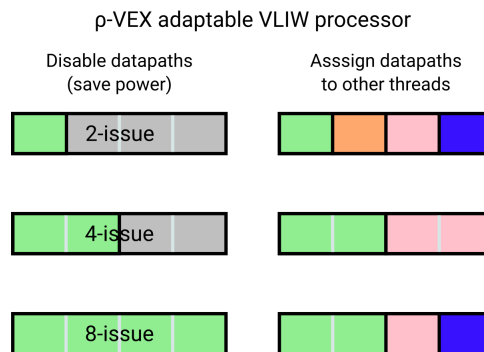 ρ-VEX adaptable VLIW processor
Disable datapaths
(save power)
Asssign datapaths
to other threads
2-issue
4-issue
8-issue